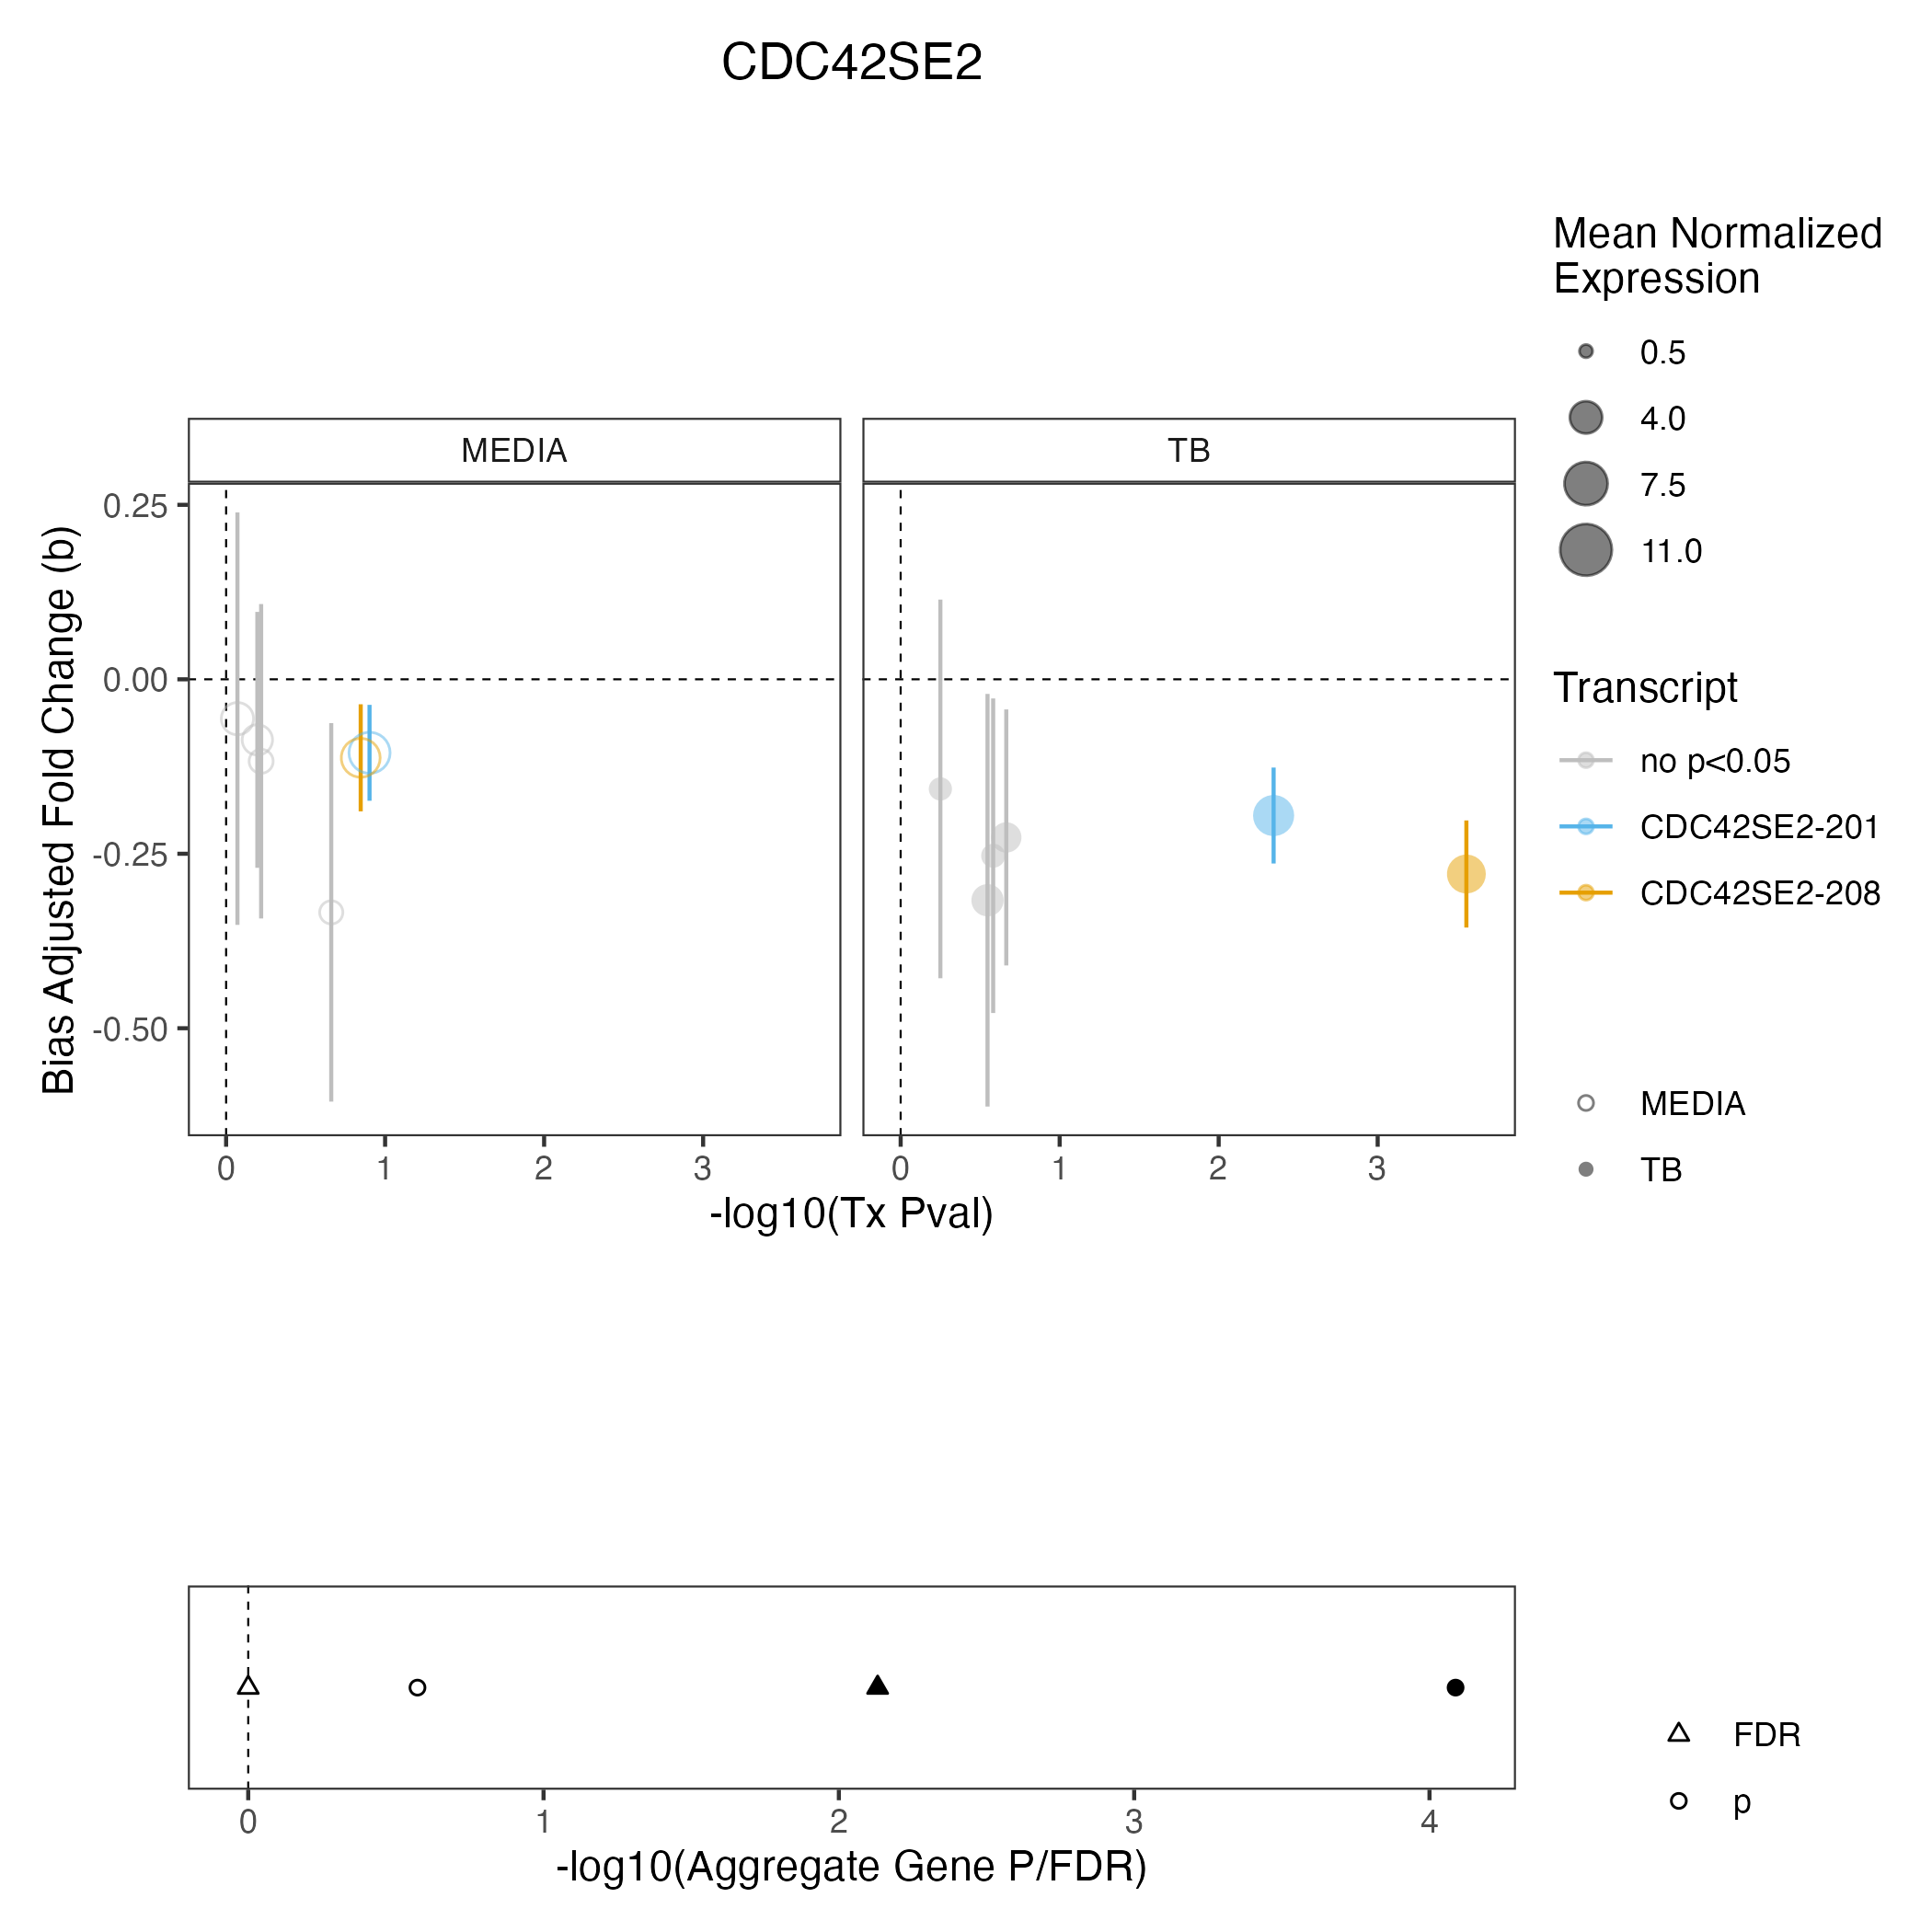 CDC42SE2
Mean Normalized
Expression
0.5
4.0
7.5
11.0
MEDIA
TB
0.25
0.00
-0.25
-0.50
Bias Adjusted Fold Change (b)
0
1
2
3
0
1
2
3
-log10(Tx Pval)
Transcript
no p<0.05
CDC42SE2-201
CDC42SE2-208
MEDIA
TB
0
1
2
3
4
-log10(Aggregate Gene P/FDR)
FDR
p